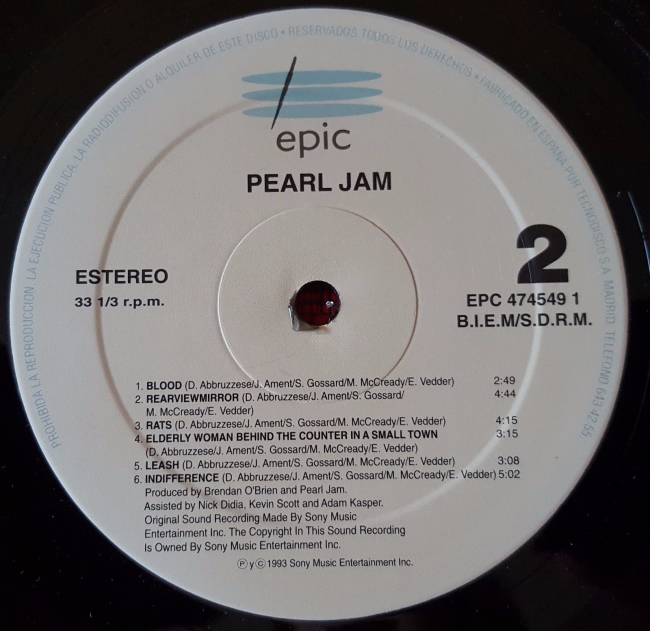 PROHIBIDA LA REPRODUCCION, LA EJECUCION PUBLICA, LA RADIODIFUSION O ALQUILER DE ESTE DISCO • RESERVADOS TODOS LOS DERECHOS • FABRICADO EN ESPAÑA POR TECNODISCO S A MADRID TELEFONO 643 42 55
epic
PEARL JAM
ESTEREO
33 1/3 r.p.m.
2
EPC 474549 1
B.I.E.M/S.D.R.M.
1. BLOOD (D. Abbruzzese/J. Ament/S. Gossard/M. McCready/E. Vedder) 2:49
2. REARVIEWMIRROR (D. Abbruzzese/J. Ament/S. Gossard/ 4:44
M. McCready/E. Vedder)
3. RATS (D. Abbruzzese/J. Ament/S. Gossard/M. McCready/E. Vedder) 4:15
4. ELDERLY WOMAN BEHIND THE COUNTER IN A SMALL TOWN 3:15
(D. Abbruzzese/J. Ament/S. Gossard/M. McCready/E. Vedder)
5. LEASH (D. Abbruzzese/J. Ament/S. Gossard/M. McCready/E. Vedder) 3:08
6. INDIFFERENCE (D. Abbruzzese/J. Ament/S. Gossard/M. McCready/E. Vedder) 5:02
Produced by Brendan O'Brien and Pearl Jam.
Assisted by Nick Didia, Kevin Scott and Adam Kasper.
Original Sound Recording Made By Sony Music
Entertainment Inc. The Copyright In This Sound Recording
Is Owned By Sony Music Entertainment Inc.
Ⓟ y Ⓒ 1993 Sony Music Entertainment Inc.